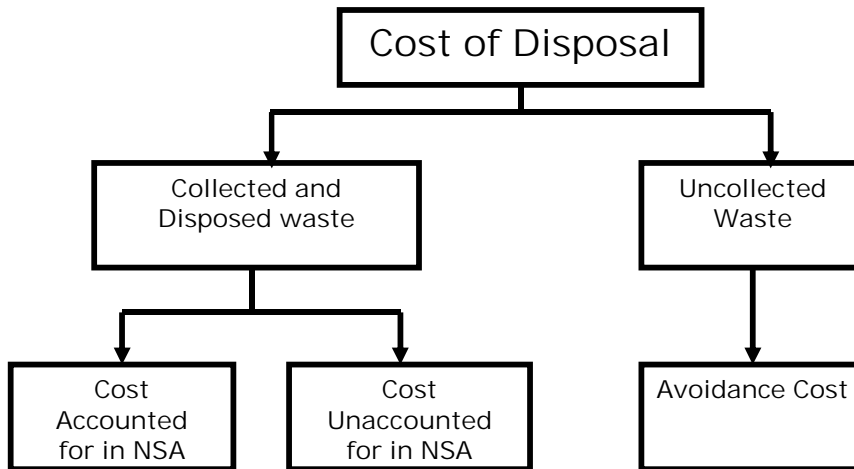 Cost of Disposal
Collected and
Disposed waste
Uncollected
Waste
Cost
Accounted
for in NSA
Cost
Unaccounted
for in NSA
Avoidance Cost